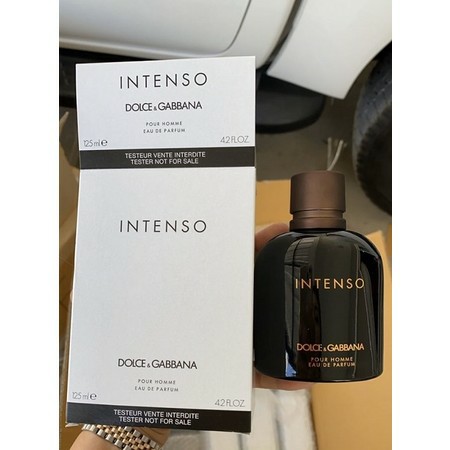 INTENSO
DOLCE & GABBANA
POUR HOMME
EAU DE PARFUM
125 ml e 4.2 FL.OZ.
TESTEUR VENTE INTERDITE
TESTER NOT FOR SALE
INTENSO
DOLCE & GABBANA
POUR HOMME
EAU DE PARFUM
125 ml e 4.2 FL.OZ.
TESTEUR VENTE INTERDITE
TESTER NOT FOR SALE
INTENSO
DOLCE & GABBANA
POUR HOMME
EAU DE PARFUM